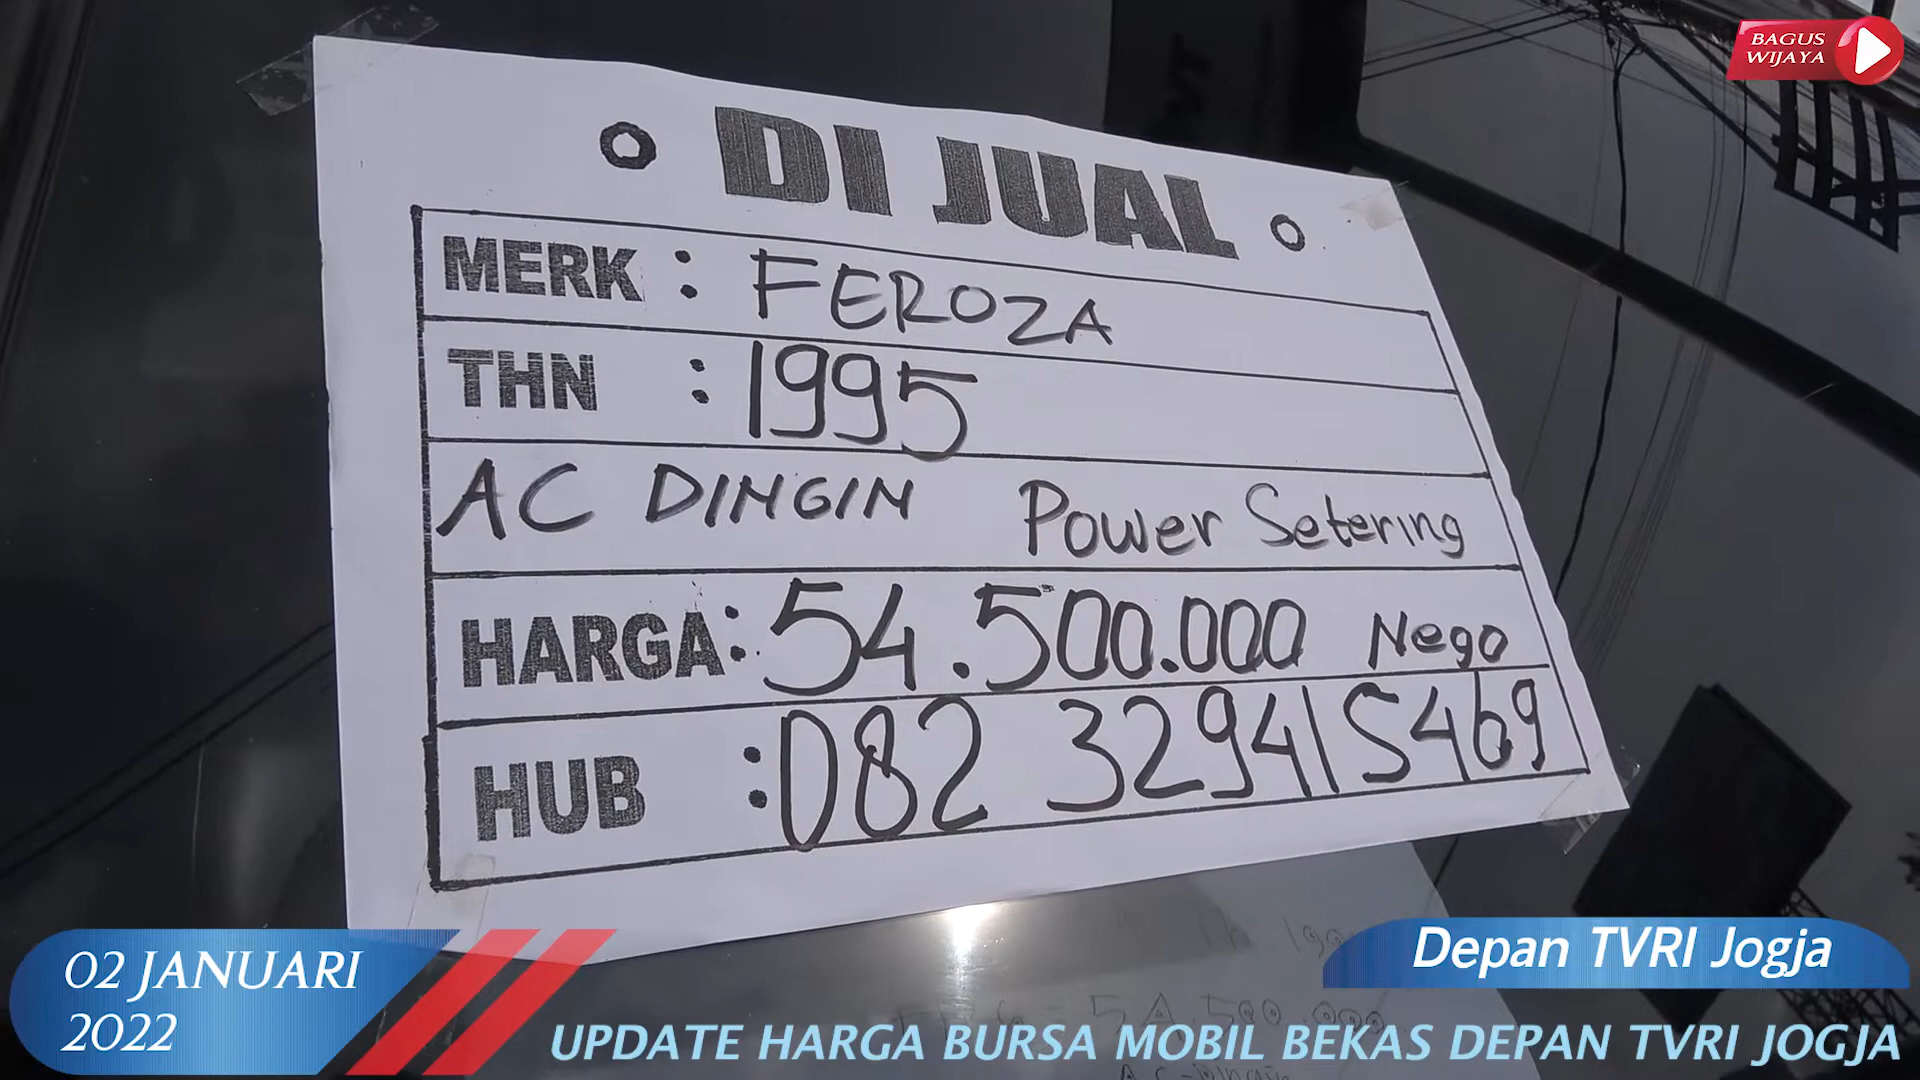 BAGUS
WIJAYA
DI JUAL
MERK : FEROZA
THN : 1995
AC DINGIN Power Setering
HARGA : 54.500.000 Nego
HUB : 082 329415469
02 JANUARI
2022
Depan TVRI Jogja
UPDATE HARGA BURSA MOBIL BEKAS DEPAN TVRI JOGJA